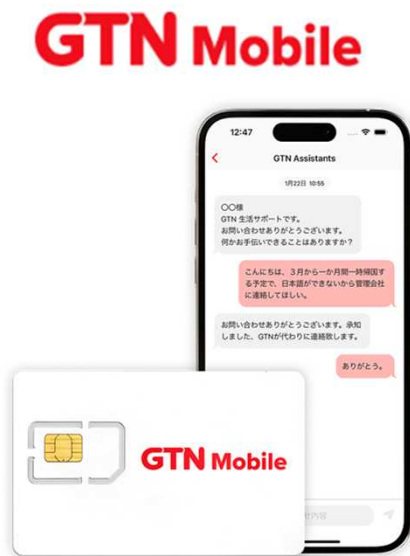 GTN Mobile
12:47
GTN Assistants
1月22日 10:55
〇〇様
GTN 生活サポートです。
お問い合わせありがとうございます。
何かお手伝いできることはありますか？
こんにちは、３月から一か月間一時帰国す
る予定で、日本語ができないから管理会社
に連絡してほしい。
お問い合わせありがとうございます。承知
しました、GTNが代わりに連絡致します。
ありがとう。
内容
GTN Mobile